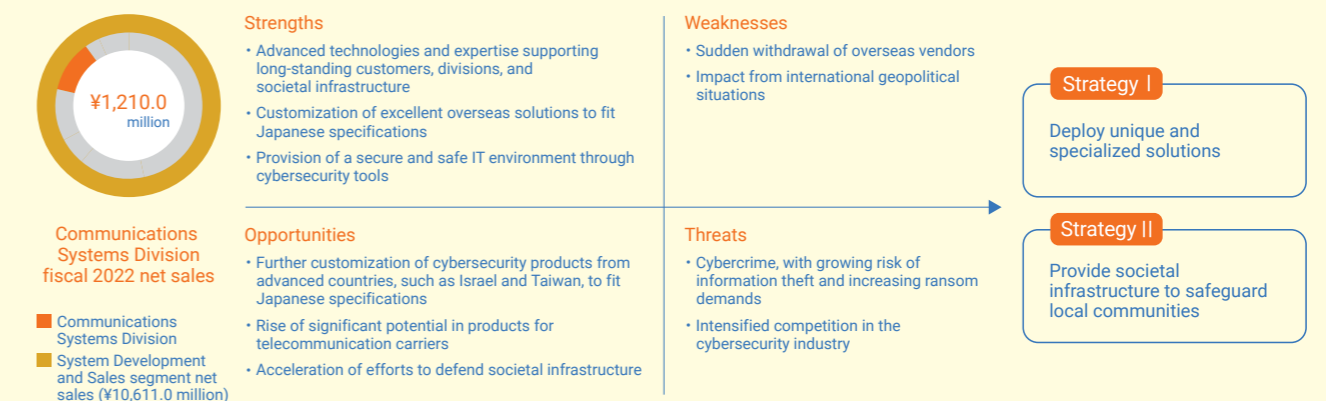 ¥1,210.0
million
Communications
Systems Division
fiscal 2022 net sales
Communications
Systems Division
System Development
and Sales segment net
sales (¥10,611.0 million)
Strengths
• Advanced technologies and expertise supporting
long-standing customers, divisions, and
societal infrastructure
• Customization of excellent overseas solutions to fit
Japanese specifications
• Provision of a secure and safe IT environment through
cybersecurity tools
Weaknesses
• Sudden withdrawal of overseas vendors
• Impact from international geopolitical
situations
Opportunities
• Further customization of cybersecurity products from
advanced countries, such as Israel and Taiwan, to fit
Japanese specifications
• Rise of significant potential in products for
telecommunication carriers
• Acceleration of efforts to defend societal infrastructure
Threats
• Cybercrime, with growing risk of
information theft and increasing ransom
demands
• Intensified competition in the
cybersecurity industry
Strategy I
Deploy unique and
specialized solutions
Strategy II
Provide societal
infrastructure to safeguard
local communities